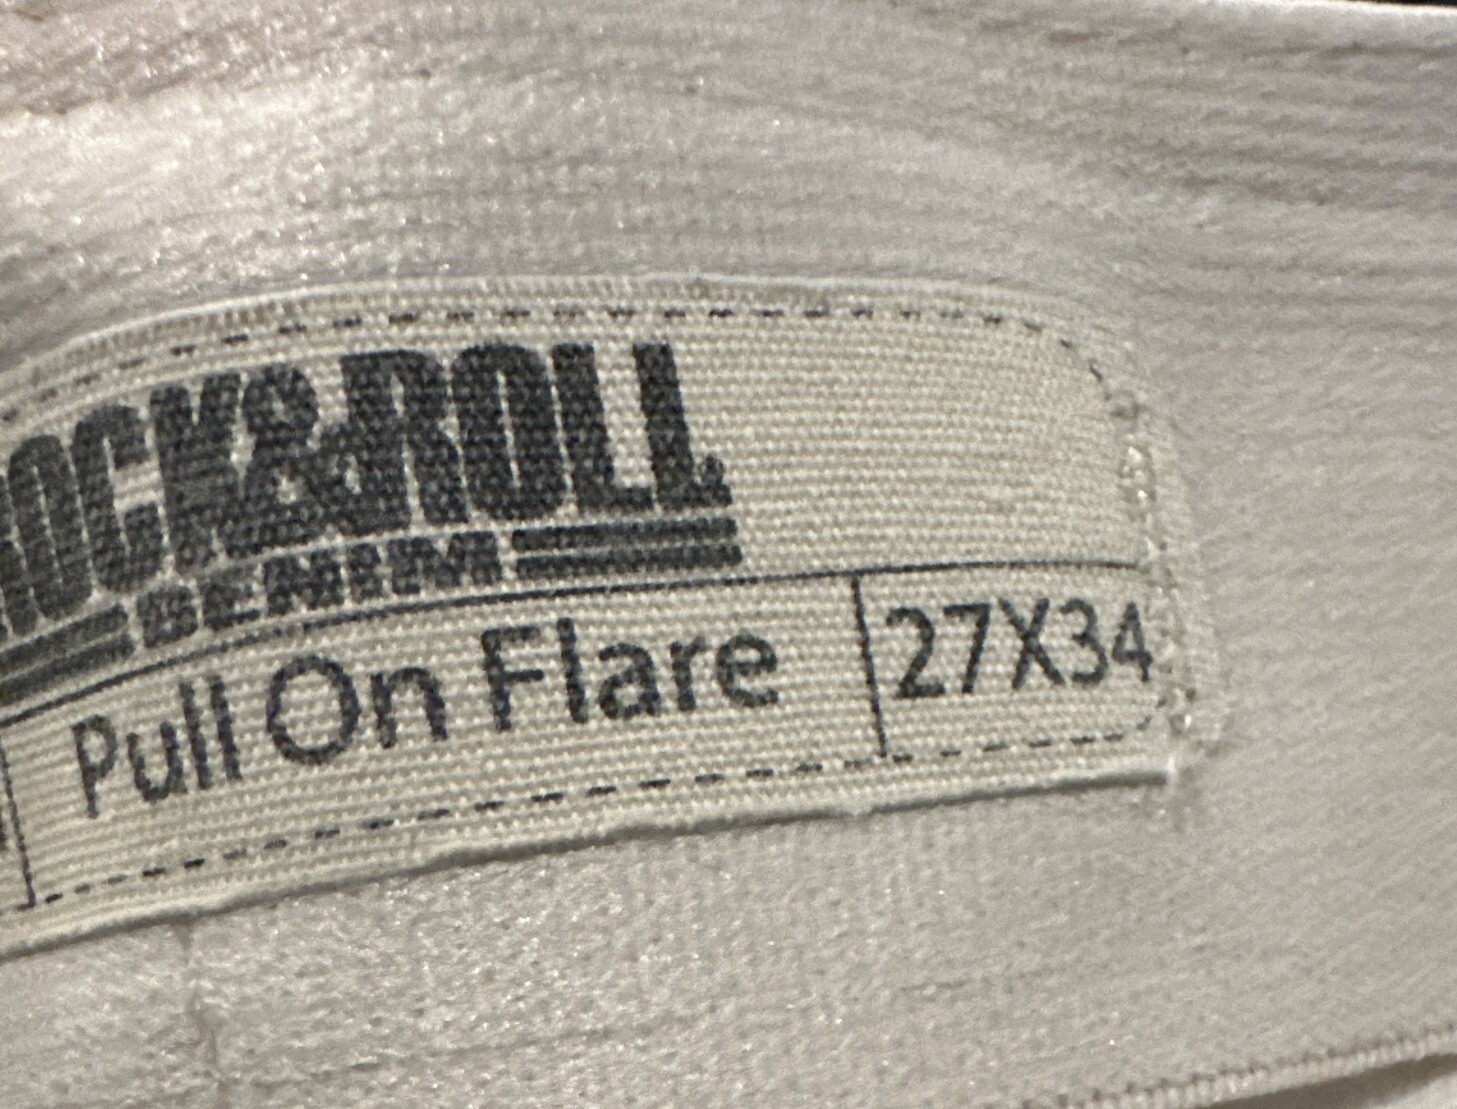 ROCK&ROLL
DENIM
Pull On Flare
27X34